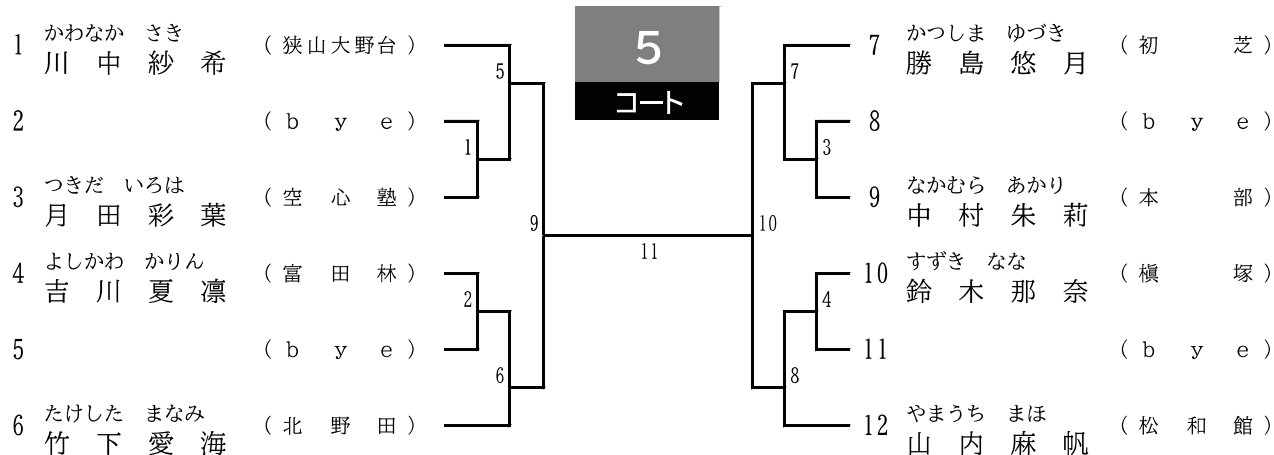 5
コート
かわなか さき
1 川中紗希 (狭山大野台)
2 (bye)
つきだ いろは
3 月田彩葉 (空心塾)
よしかわ かりん
4 吉川夏凛 (富田林)
5 (bye)
たけした まなみ
6 竹下愛海 (北野田)
5
1
9
2
6
11
かつしま ゆづき
7 勝島悠月 (初芝)
8 (bye)
なかむら あかり
9 中村朱莉 (本部)
すずき なな
10 鈴木那奈 (槇塚)
11 (bye)
やまうち まほ
12 山内麻帆 (松和館)
7
3
10
4
8